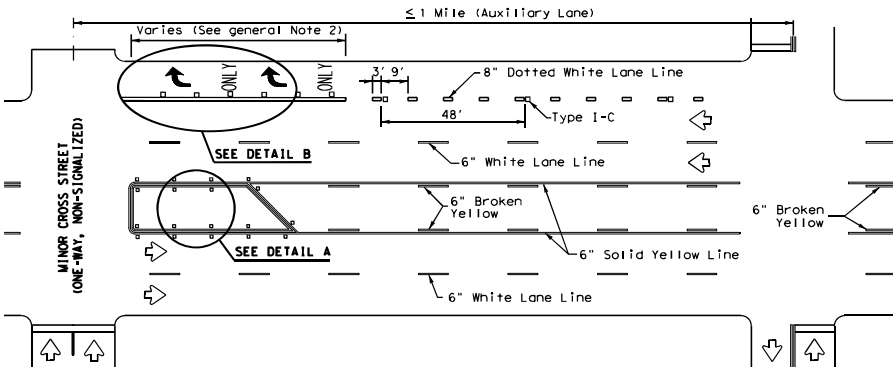 ≤ 1 Mile (Auxiliary Lane)
Varies (See general Note 2)
ONLY
ONLY
3' 9'
8" Dotted White Lane Line
48'
Type I-C
SEE DETAIL B
6" White Lane Line
MINOR CROSS STREET
(ONE-WAY, NON-SIGNALIZED)
6" Broken
Yellow
6" Broken
Yellow
SEE DETAIL A
6" Solid Yellow Line
6" White Lane Line